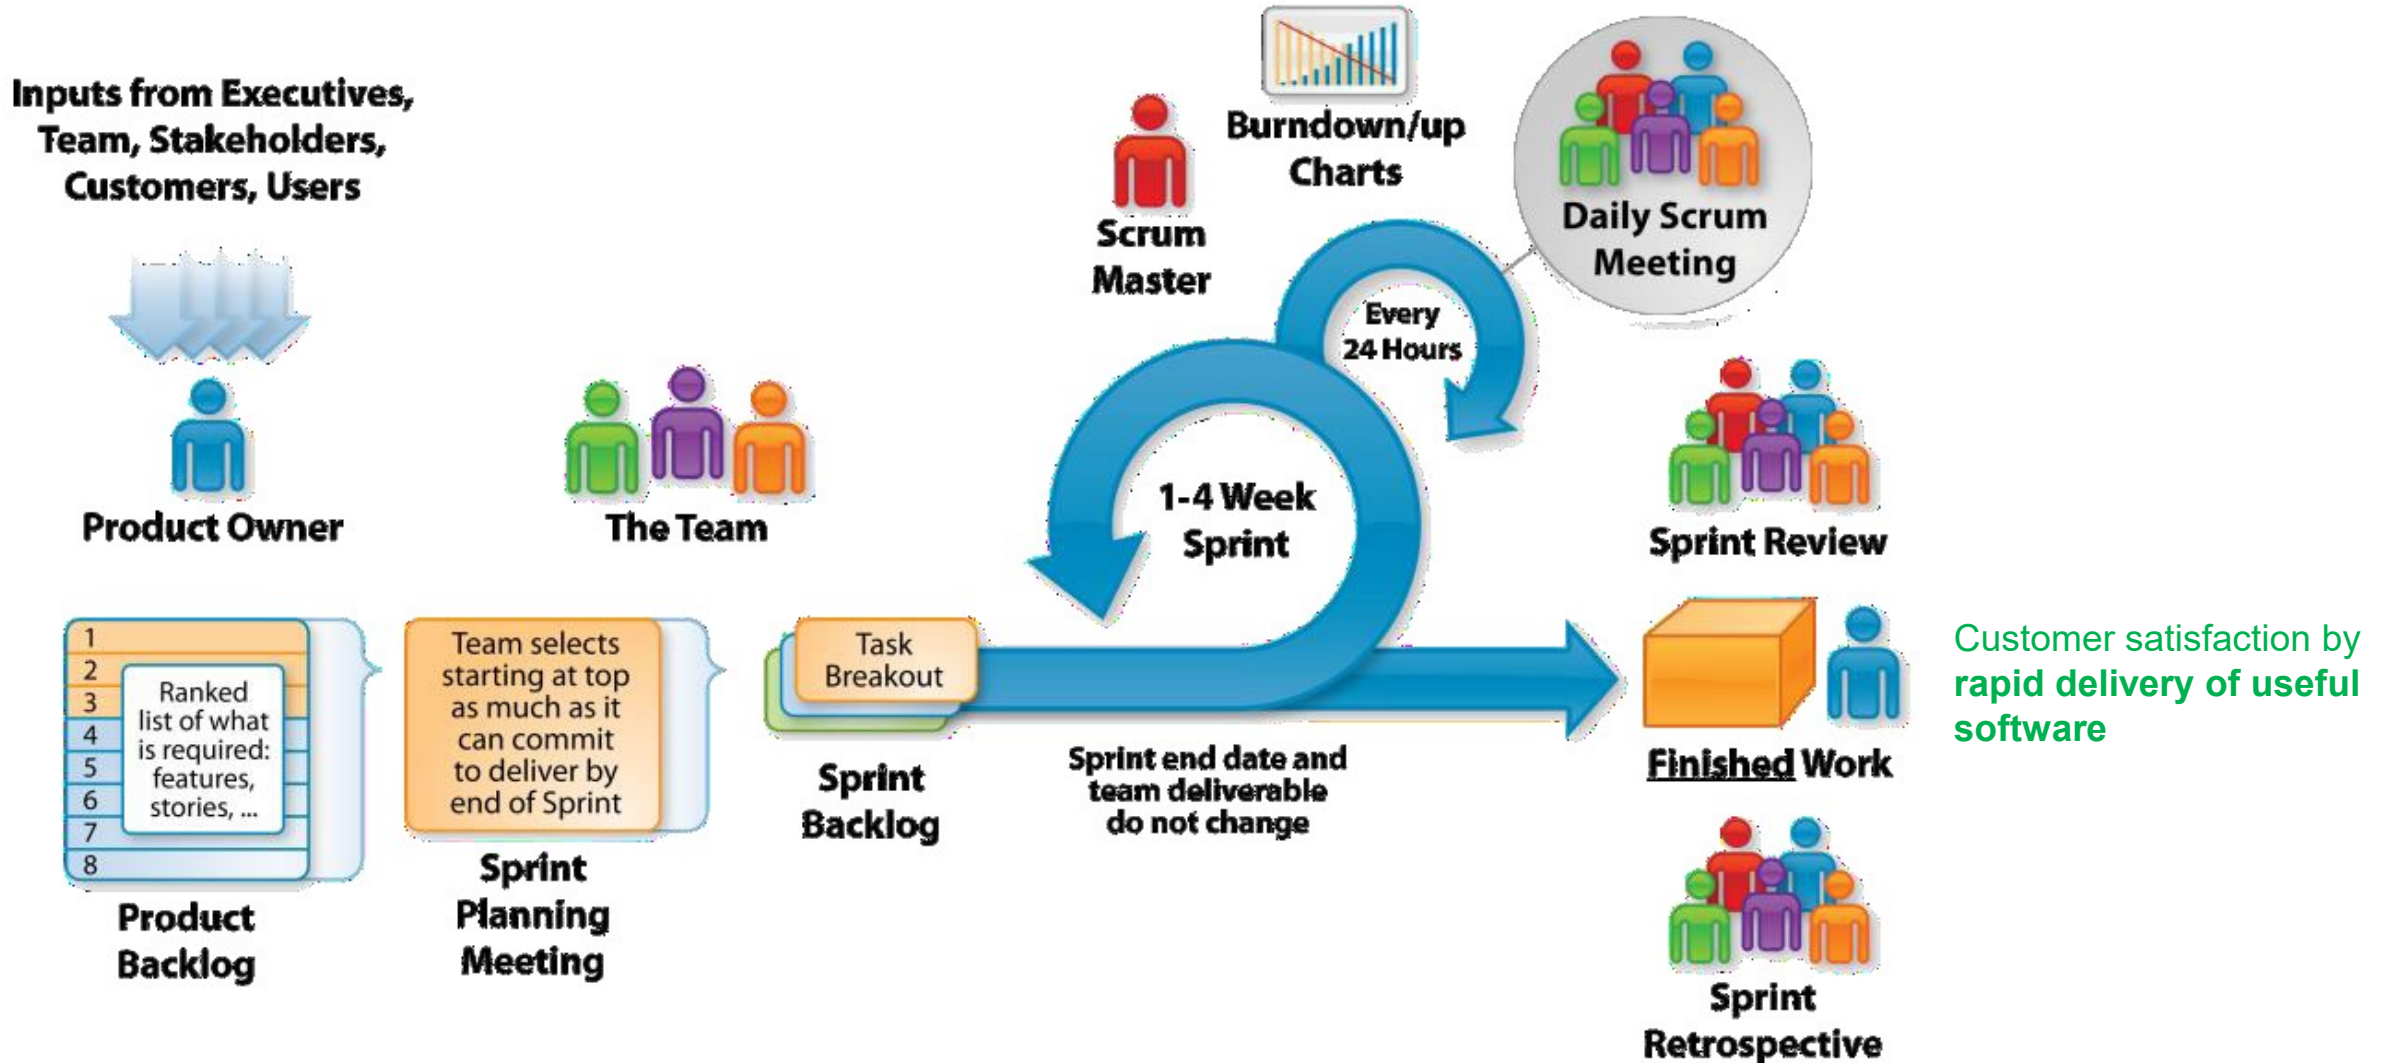 Inputs from Executives,
Team, Stakeholders,
Customers, Users
Product Owner
The Team
Scrum
Master
Burndown/up
Charts
Daily Scrum
Meeting
Every
24 Hours
1-4 Week
Sprint
Sprint Review
1
2
3
4
5
6
7
8
Ranked
list of what
is required:
features,
stories, ...
Product
Backlog
Team selects
starting at top
as much as it
can commit
to deliver by
end of Sprint
Sprint
Planning
Meeting
Task
Breakout
Sprint
Backlog
Sprint end date and
team deliverable
do not change
Finished Work
Customer satisfaction by
rapid delivery of useful
software
Sprint
Retrospective